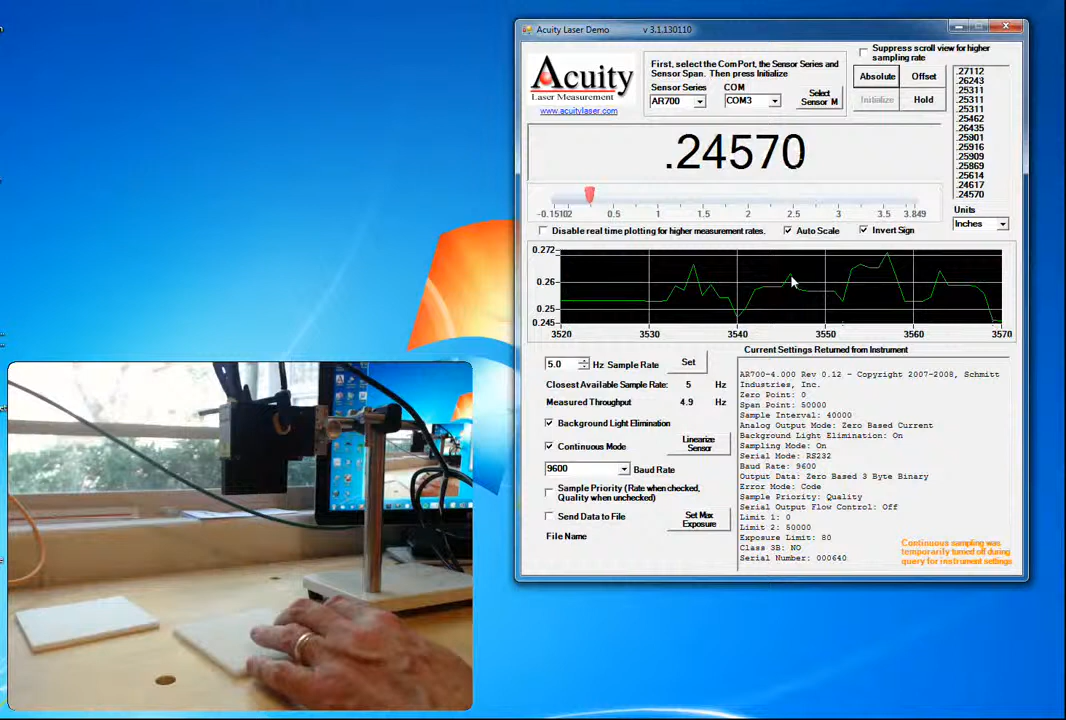 Acuity Laser Demo v 3.1.130110
Acuity
Laser Measurement
www.acuitylaser.com
First, select the Com Port, the Sensor Series and
Sensor Span. Then press Initialize
Sensor Series COM
AR700 COM3
Select
Sensor M
Suppress scroll view for higher
sampling rate
Absolute Offset
Initialize Hold
.27112
.26243
.25311
.25311
.25311
.25462
.26435
.25901
.25916
.25909
.25869
.25614
.24617
.24570
.24570
-0.15102 0.5 1 1.5 2 2.5 3 3.5 3.849
Units
Inches
Disable real time plotting for higher measurement rates. Auto Scale Invert Sign
0.272
0.26
0.25
0.245
3520 3530 3540 3550 3560 3570
5.0 Hz Sample Rate Set
Closest Available Sample Rate: 5 Hz
Measured Throughput 4.9 Hz
Background Light Elimination
Continuous Mode
Linearize
Sensor
9600 Baud Rate
Sample Priority (Rate when checked,
Quality when unchecked)
Send Data to File
Set Max
Exposure
File Name
Current Settings Returned from Instrument
AR700-4.000 Rev 0.12 - Copyright 2007-2008, Schmitt
Industries, Inc.
Zero Point: 0
Span Point: 50000
Sample Interval: 40000
Analog Output Mode: Zero Based Current
Background Light Elimination: On
Sampling Mode: On
Serial Mode: RS232
Baud Rate: 9600
Output Data: Zero Based 3 Byte Binary
Error Mode: Code
Sample Priority: Quality
Serial Output Flow Control: Off
Limit 1: 0
Limit 2: 50000
Exposure Limit: 80
Class 3B: NO
Serial Number: 000640
Continuous sampling was
temporarily turned off during
query for instrument settings